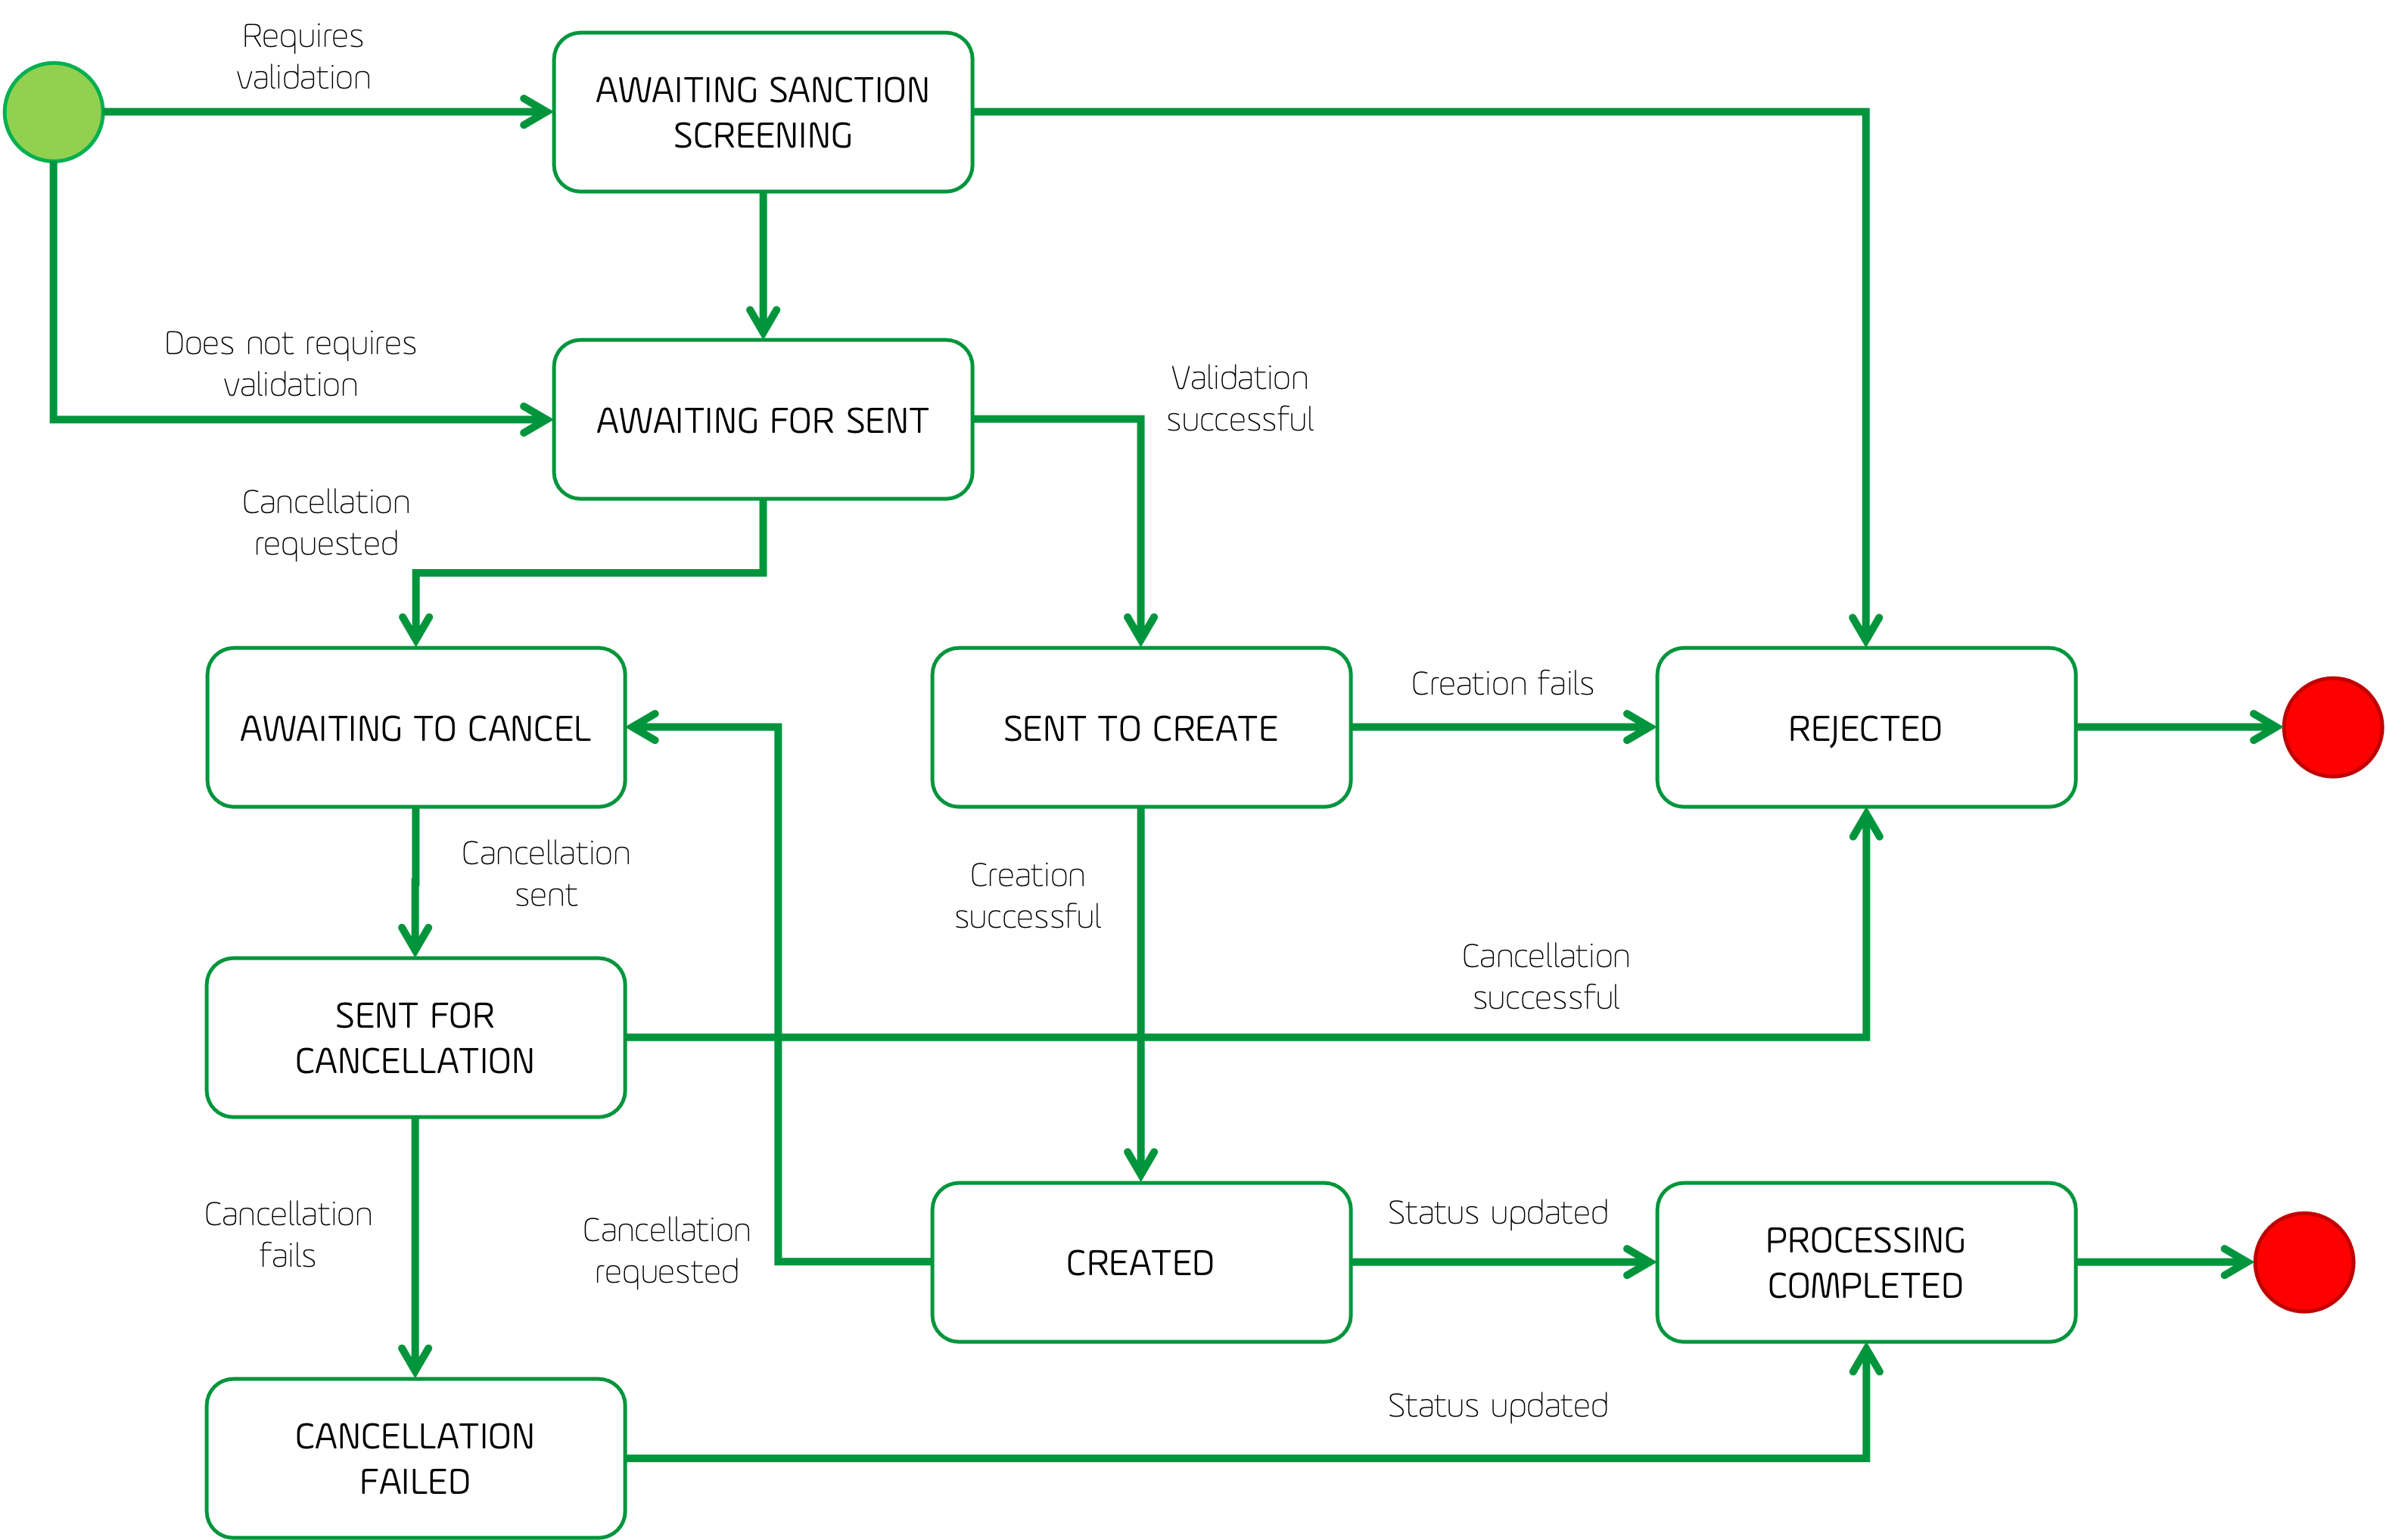 Requires
validation
AWAITING SANCTION
SCREENING
Does not requires
validation
AWAITING FOR SENT
Validation
successful
Cancellation
requested
AWAITING TO CANCEL
SENT TO CREATE
Creation fails
REJECTED
Cancellation
sent
Creation
successful
Cancellation
successful
SENT FOR
CANCELLATION
Cancellation
fails
Cancellation
requested
CREATED
Status updated
PROCESSING
COMPLETED
Status updated
CANCELLATION
FAILED